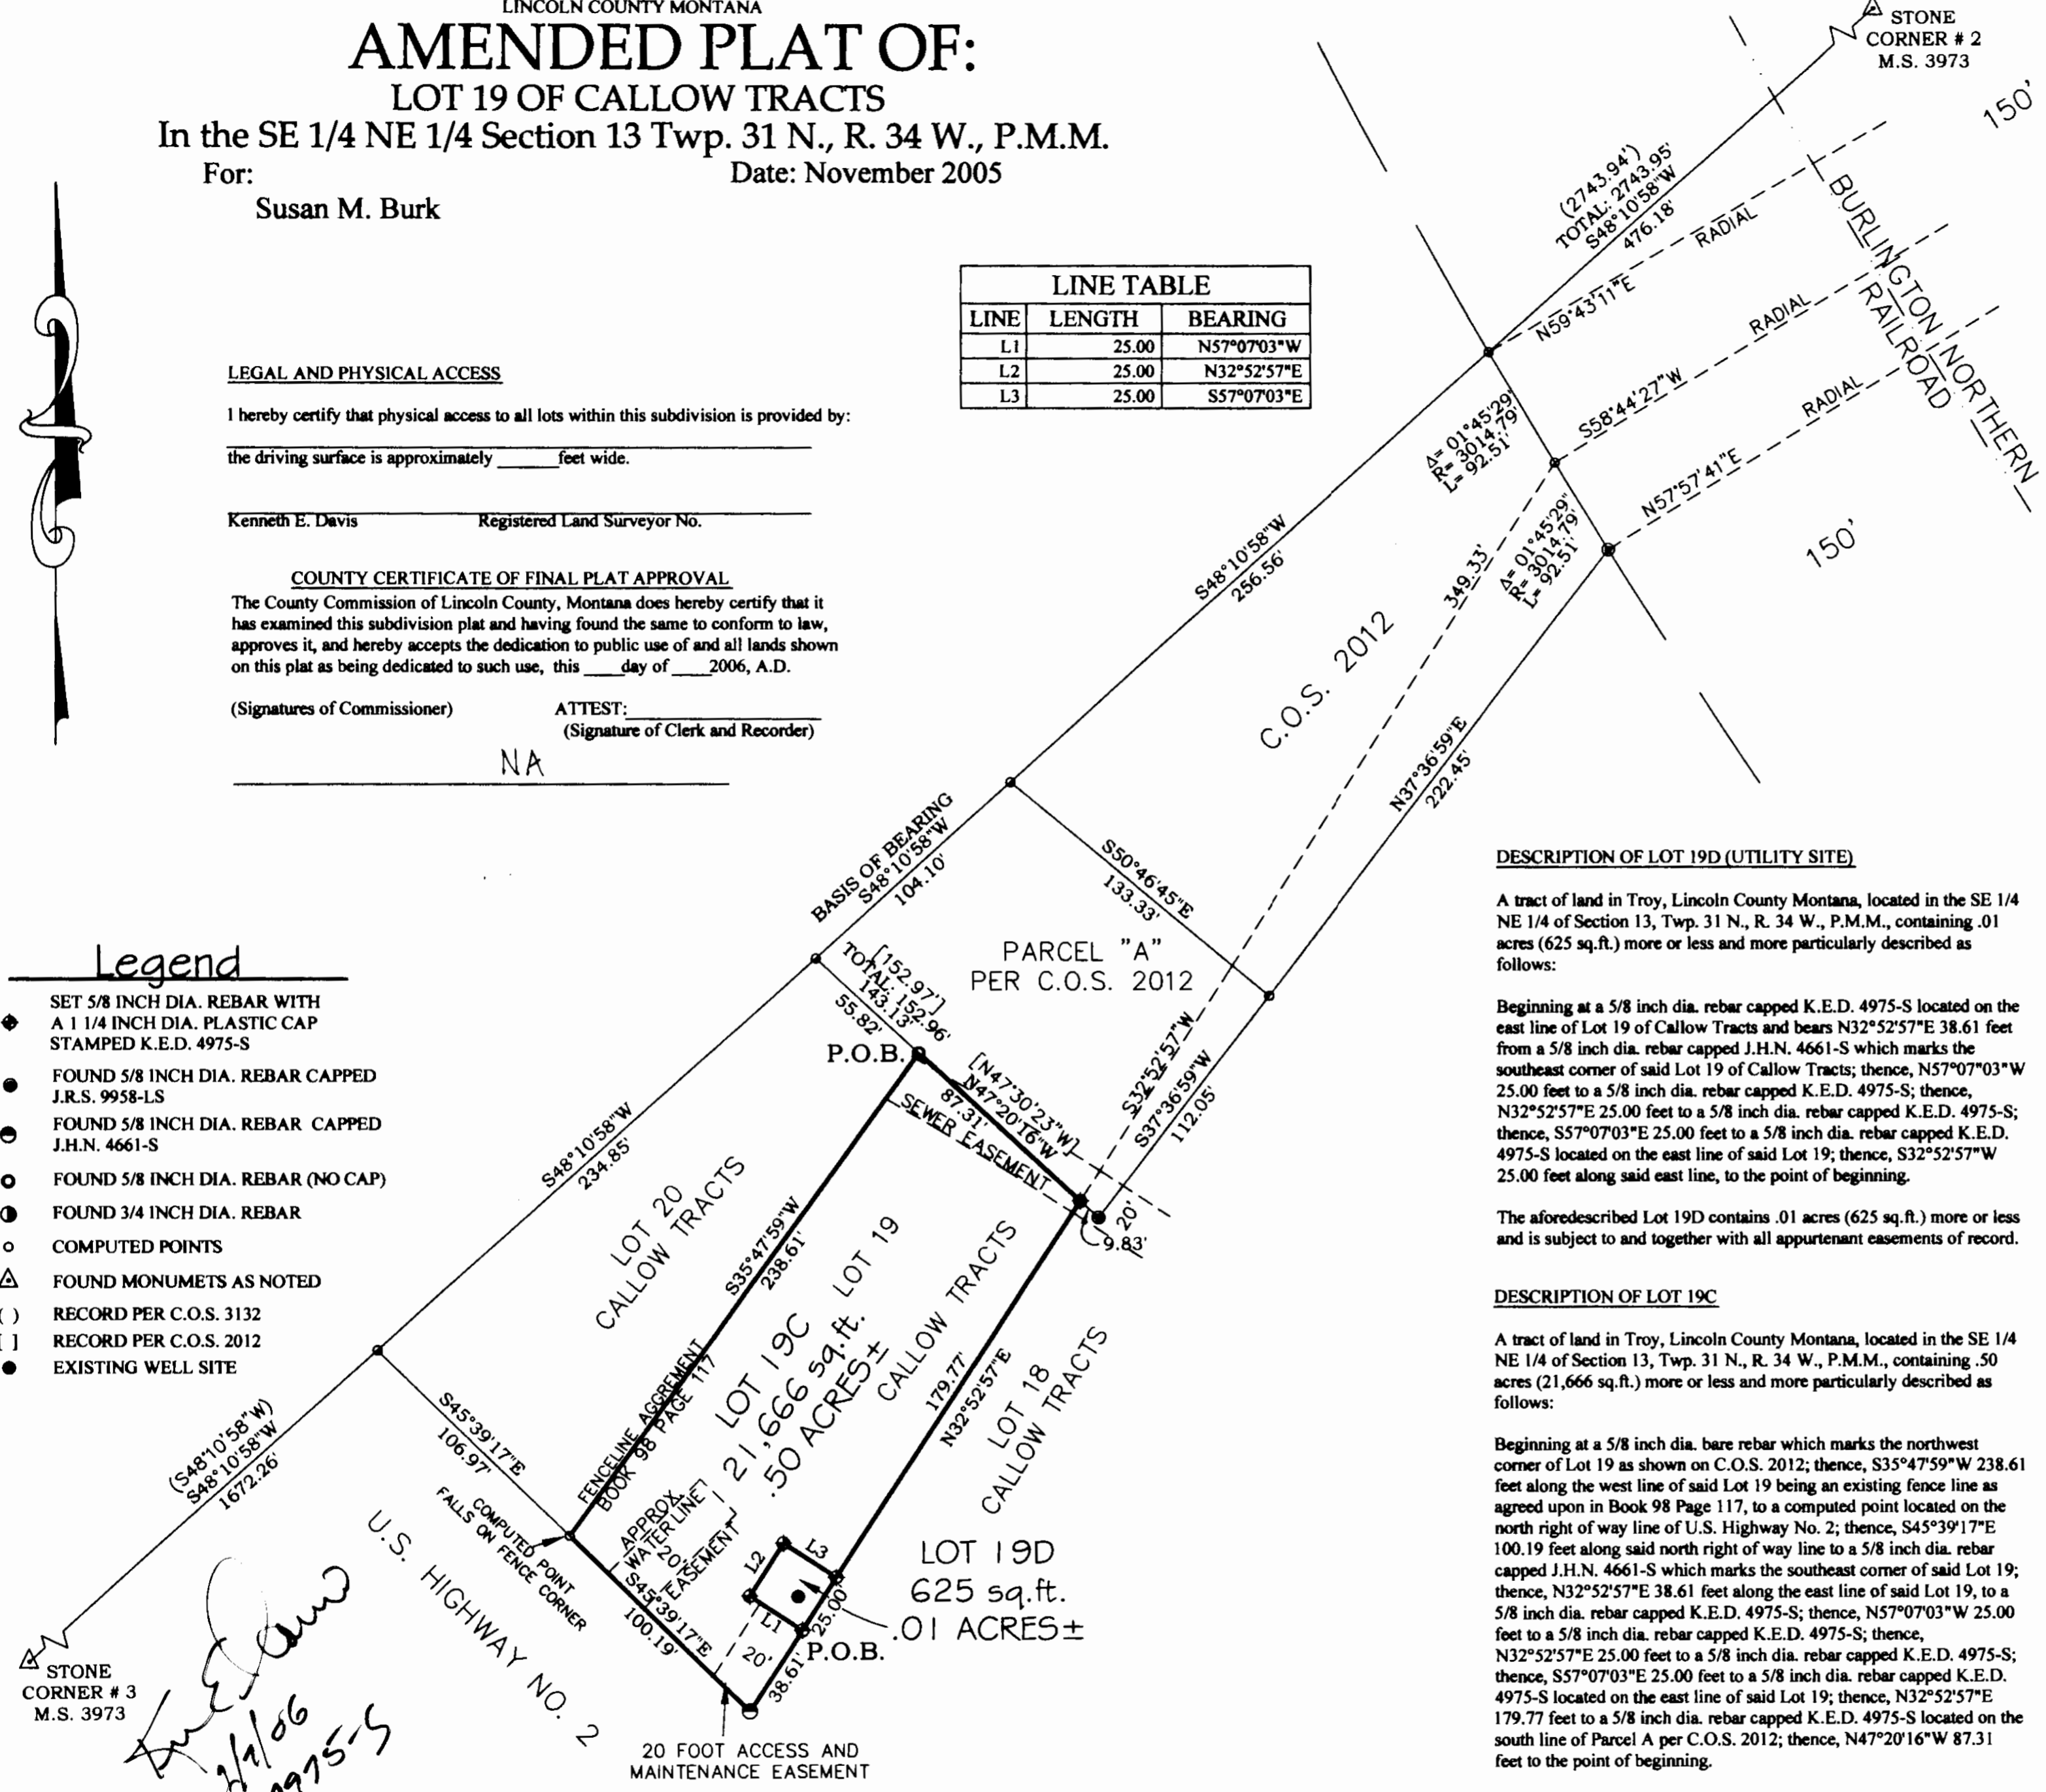 LINCOLN COUNTY MONTANA
AMENDED PLAT OF:
LOT 19 OF CALLOW TRACTS
In the SE 1/4 NE 1/4 Section 13 Twp. 31 N., R. 34 W., P.M.M.
For:
Date: November 2005
Susan M. Burk
LEGAL AND PHYSICAL ACCESS
I hereby certify that physical access to all lots within this subdivision is provided by:
the driving surface is approximately ______feet wide.
Kenneth E. Davis
Registered Land Surveyor No.
COUNTY CERTIFICATE OF FINAL PLAT APPROVAL
The County Commission of Lincoln County, Montana does hereby certify that it
has examined this subdivision plat and having found the same to conform to law,
approves it, and hereby accepts the dedication to public use of and all lands shown
on this plat as being dedicated to such use, this ____day of ____2006, A.D.
(Signatures of Commissioner)
ATTEST:
(Signature of Clerk and Recorder)
NA
LINE TABLE
LINE LENGTH BEARING
L1 25.00 N57°07'03"W
L2 25.00 N32°52'57"E
L3 25.00 S57°07'03"E
STONE
CORNER # 2
M.S. 3973
150'
(2743.94')
TOTAL: 2743.95'
S48°10'58"W
476.18'
RADIAL
N59°43'11"E
RADIAL
S58°44'27"W
RADIAL
N57°57'41"E
BURLINGTON NORTHERN
RAILROAD
150'
Δ= 01°45'29"
R= 3014.79'
L= 92.51'
Δ= 01°45'29"
R= 3014.79'
L= 92.51'
S48°10'58"W
256.56'
349.33'
C.O.S. 2012
N37°36'59"E
222.45'
BASIS OF BEARING
S48°10'58"W
104.10'
S50°46'45"E
133.33'
PARCEL "A"
PER C.O.S. 2012
[152.97']
TOTAL: 152.96'
143.13'
55.82'
P.O.B.
[N47°30'23"W]
N47°20'16"W
87.31'
SEWER EASEMENT
S32°52'57"W
S37°36'59"W
112.05'
20'
9.83'
S48°10'58"W
234.85'
LOT 20
CALLOW TRACTS
S35°47'59"W
238.61'
LOT 19
CALLOW TRACTS
LOT 19C
21,666 sq.ft.
.50 ACRES±
179.77'
N32°52'57"E
LOT 18
CALLOW TRACTS
FENCELINE AGGREMENT
BOOK 98 PAGE 117
S45°39'17"E
106.97'
COMPUTED POINT
FALLS ON FENCE CORNER
APPROX.
WATER LINE
20'
EASEMENT
S45°39'17"E
100.19'
L2
L3
L1
25.00'
20'
38.61'
P.O.B.
LOT 19D
625 sq.ft.
.01 ACRES±
U.S. HIGHWAY NO. 2
20 FOOT ACCESS AND
MAINTENANCE EASEMENT
(S48°10'58"W)
S48°10'58"W
1672.26'
STONE
CORNER # 3
M.S. 3973
Legend
SET 5/8 INCH DIA. REBAR WITH
A 1 1/4 INCH DIA. PLASTIC CAP
STAMPED K.E.D. 4975-S
FOUND 5/8 INCH DIA. REBAR CAPPED
J.R.S. 9958-LS
FOUND 5/8 INCH DIA. REBAR CAPPED
J.H.N. 4661-S
FOUND 5/8 INCH DIA. REBAR (NO CAP)
FOUND 3/4 INCH DIA. REBAR
COMPUTED POINTS
FOUND MONUMETS AS NOTED
( ) RECORD PER C.O.S. 3132
[ ] RECORD PER C.O.S. 2012
EXISTING WELL SITE
DESCRIPTION OF LOT 19D (UTILITY SITE)
A tract of land in Troy, Lincoln County Montana, located in the SE 1/4
NE 1/4 of Section 13, Twp. 31 N., R. 34 W., P.M.M., containing .01
acres (625 sq.ft.) more or less and more particularly described as
follows:
Beginning at a 5/8 inch dia. rebar capped K.E.D. 4975-S located on the
east line of Lot 19 of Callow Tracts and bears N32°52'57"E 38.61 feet
from a 5/8 inch dia. rebar capped J.H.N. 4661-S which marks the
southeast corner of said Lot 19 of Callow Tracts; thence, N57°07'03"W
25.00 feet to a 5/8 inch dia. rebar capped K.E.D. 4975-S; thence,
N32°52'57"E 25.00 feet to a 5/8 inch dia. rebar capped K.E.D. 4975-S;
thence, S57°07'03"E 25.00 feet to a 5/8 inch dia. rebar capped K.E.D.
4975-S located on the east line of said Lot 19; thence, S32°52'57"W
25.00 feet along said east line, to the point of beginning.
The aforedescribed Lot 19D contains .01 acres (625 sq.ft.) more or less
and is subject to and together with all appurtenant easements of record.
DESCRIPTION OF LOT 19C
A tract of land in Troy, Lincoln County Montana, located in the SE 1/4
NE 1/4 of Section 13, Twp. 31 N., R. 34 W., P.M.M., containing .50
acres (21,666 sq.ft.) more or less and more particularly described as
follows:
Beginning at a 5/8 inch dia. bare rebar which marks the northwest
corner of Lot 19 as shown on C.O.S. 2012; thence, S35°47'59"W 238.61
feet along the west line of said Lot 19 being an existing fence line as
agreed upon in Book 98 Page 117, to a computed point located on the
north right of way line of U.S. Highway No. 2; thence, S45°39'17"E
100.19 feet along said north right of way line to a 5/8 inch dia. rebar
capped J.H.N. 4661-S which marks the southeast corner of said Lot 19;
thence, N32°52'57"E 38.61 feet along the east line of said Lot 19, to a
5/8 inch dia. rebar capped K.E.D. 4975-S; thence, N57°07'03"W 25.00
feet to a 5/8 inch dia. rebar capped K.E.D. 4975-S; thence,
N32°52'57"E 25.00 feet to a 5/8 inch dia. rebar capped K.E.D. 4975-S;
thence, S57°07'03"E 25.00 feet to a 5/8 inch dia. rebar capped K.E.D.
4975-S located on the east line of said Lot 19; thence, N32°52'57"E
179.77 feet to a 5/8 inch dia. rebar capped K.E.D. 4975-S located on the
south line of Parcel A per C.O.S. 2012; thence, N47°20'16"W 87.31
feet to the point of beginning.